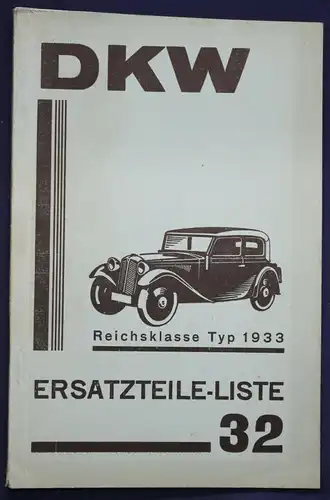 DKW
Reichsklasse Typ 1933
ERSATZTEILE-LISTE
32